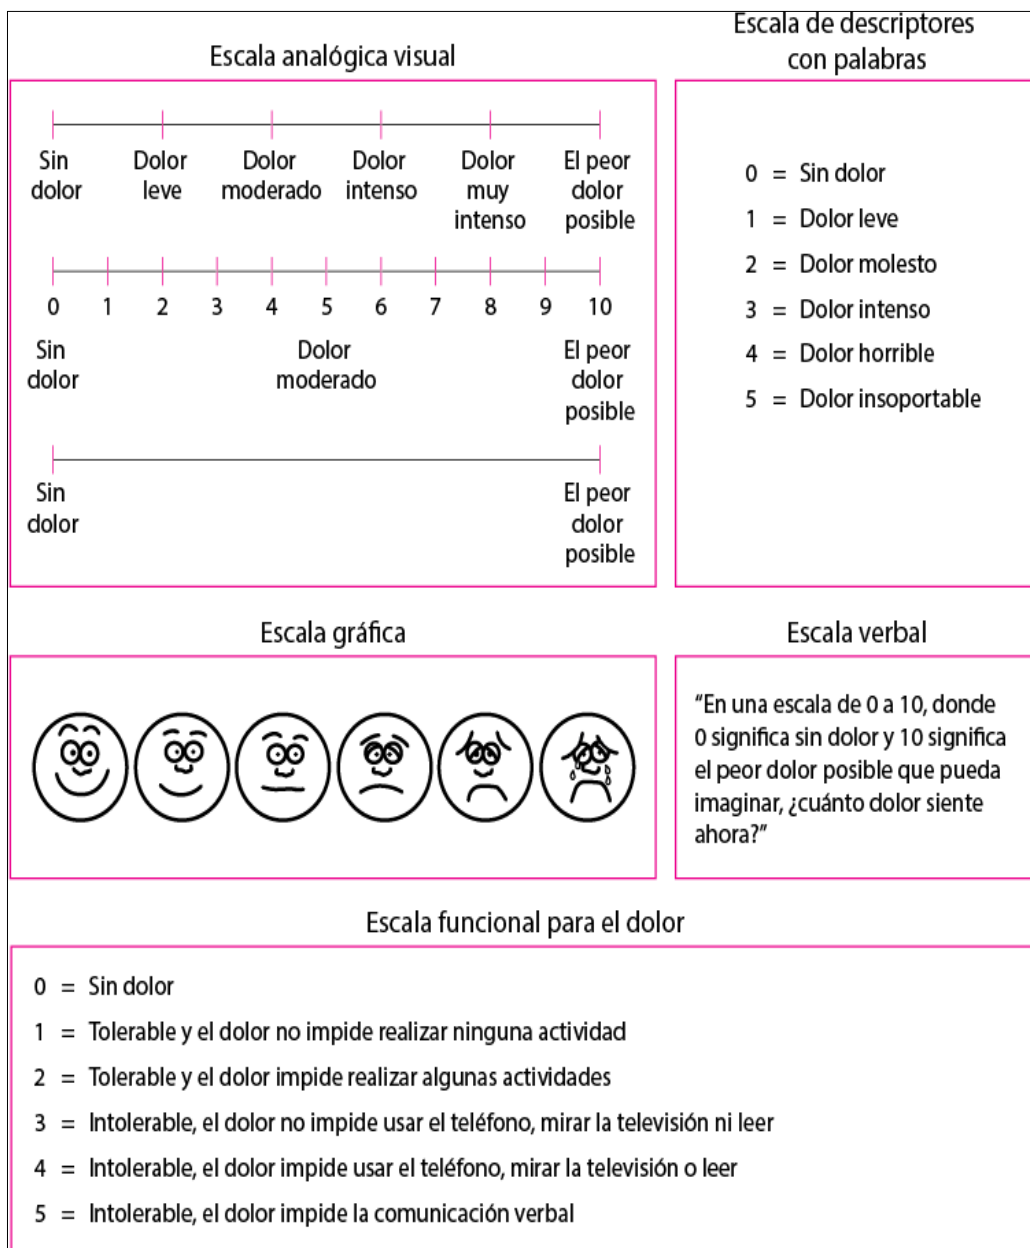 Escala analógica visual
Sin dolor
Dolor leve
Dolor moderado
Dolor intenso
Dolor muy intenso
El peor dolor posible
0 1 2 3 4 5 6 7 8 9 10
Sin dolor
Dolor moderado
El peor dolor posible
Sin dolor
El peor dolor posible
Escala de descriptores
con palabras
0 = Sin dolor
1 = Dolor leve
2 = Dolor molesto
3 = Dolor intenso
4 = Dolor horrible
5 = Dolor insoportable
Escala gráfica
Escala verbal
“En una escala de 0 a 10, donde
0 significa sin dolor y 10 significa
el peor dolor posible que pueda
imaginar, ¿cuánto dolor siente
ahora?”
Escala funcional para el dolor
0 = Sin dolor
1 = Tolerable y el dolor no impide realizar ninguna actividad
2 = Tolerable y el dolor impide realizar algunas actividades
3 = Intolerable, el dolor no impide usar el teléfono, mirar la televisión ni leer
4 = Intolerable, el dolor impide usar el teléfono, mirar la televisión o leer
5 = Intolerable, el dolor impide la comunicación verbal